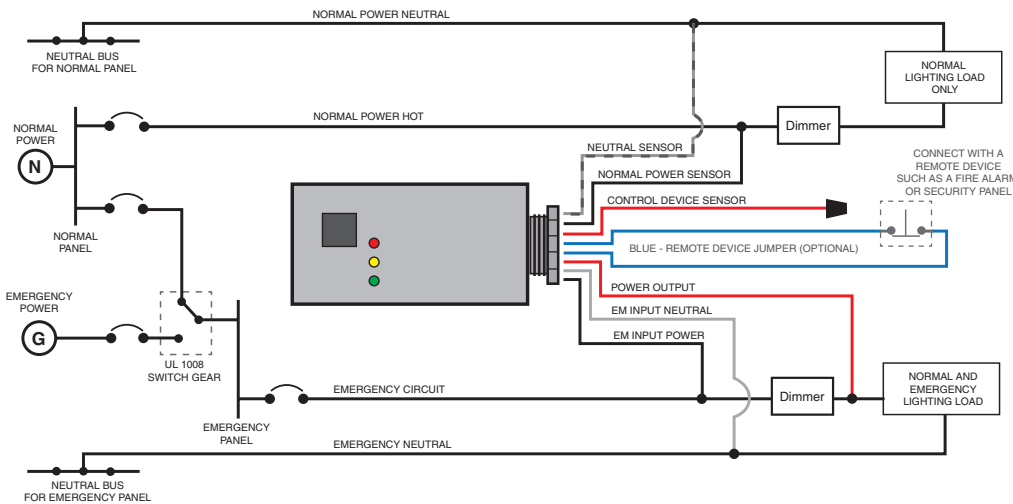 NORMAL POWER NEUTRAL
NEUTRAL BUS
FOR NORMAL PANEL
NORMAL
LIGHTING LOAD
ONLY
NORMAL POWER HOT
Dimmer
NORMAL
POWER
N
NEUTRAL SENSOR
CONNECT WITH A
REMOTE DEVICE
SUCH AS A FIRE ALARM
OR SECURITY PANEL
NORMAL POWER SENSOR
CONTROL DEVICE SENSOR
NORMAL
PANEL
BLUE - REMOTE DEVICE JUMPER (OPTIONAL)
POWER OUTPUT
EMERGENCY
POWER
G
EM INPUT NEUTRAL
EM INPUT POWER
UL 1008
SWITCH GEAR
EMERGENCY CIRCUIT
Dimmer
NORMAL AND
EMERGENCY
LIGHTING LOAD
EMERGENCY
PANEL
EMERGENCY NEUTRAL
NEUTRAL BUS
FOR EMERGENCY PANEL